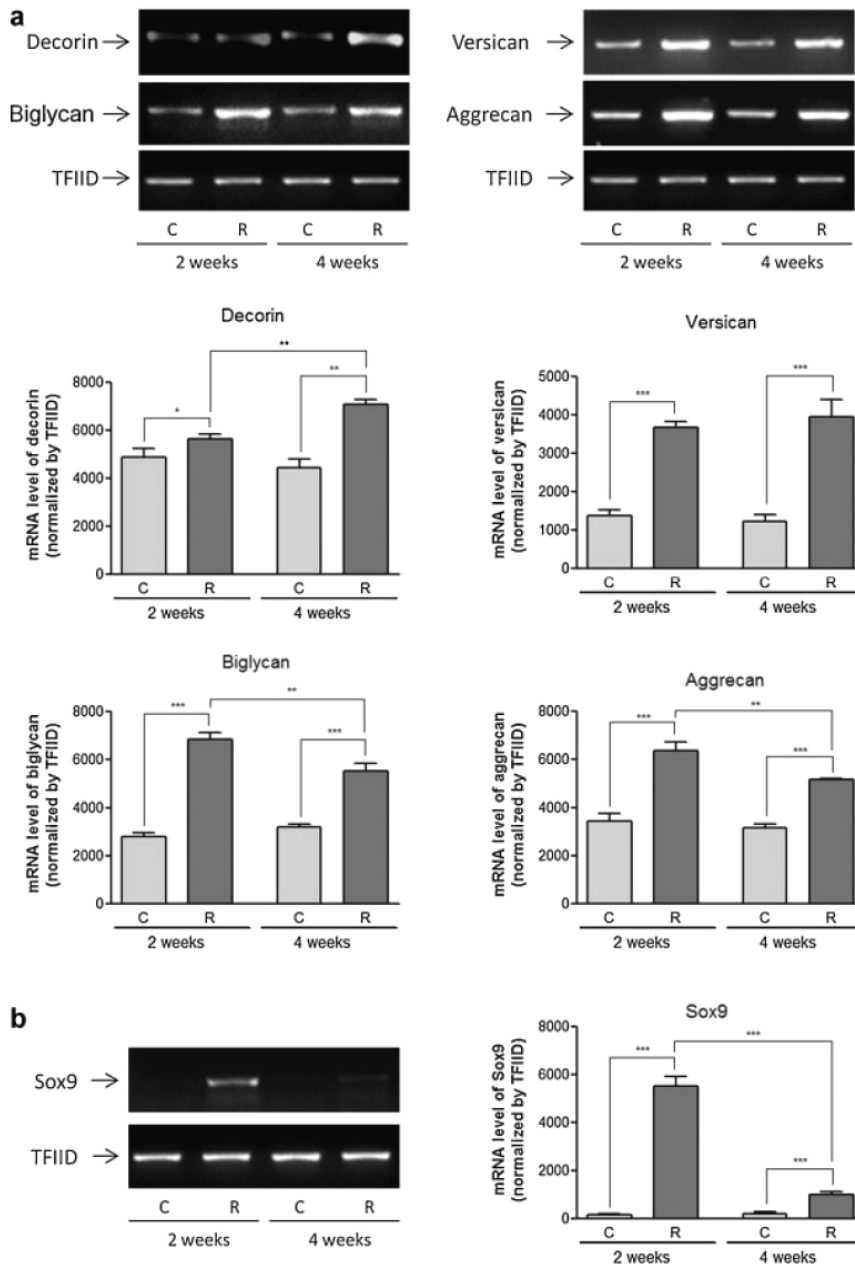 a
Decorin
Biglycan
TFIID
C R C R
2 weeks 4 weeks
Versican
Aggrecan
TFIID
C R C R
2 weeks 4 weeks
Decorin
mRNA level of decorin
(normalized by TFIID)
8000
6000
4000
2000
0
*
**
**
C R C R
2 weeks 4 weeks
Versican
mRNA level of versican
(normalized by TFIID)
5000
4000
3000
2000
1000
0
***
***
C R C R
2 weeks 4 weeks
Biglycan
mRNA level of biglycan
(normalized by TFIID)
8000
6000
4000
2000
0
***
**
***
C R C R
2 weeks 4 weeks
Aggrecan
mRNA level of aggrecan
(normalized by TFIID)
8000
6000
4000
2000
0
***
**
***
C R C R
2 weeks 4 weeks
b
Sox9
TFIID
C R C R
2 weeks 4 weeks
Sox9
mRNA level of Sox9
(normalized by TFIID)
8000
6000
4000
2000
0
***
***
***
C R C R
2 weeks 4 weeks